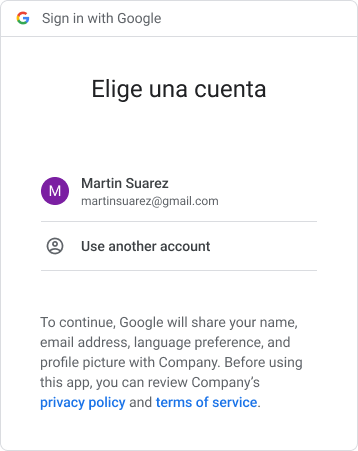 Sign in with Google
Elige una cuenta
M
Martin Suarez
martinsuarez@gmail.com
Use another account
To continue, Google will share your name,
email address, language preference, and
profile picture with Company. Before using
this app, you can review Company's
privacy policy and terms of service.